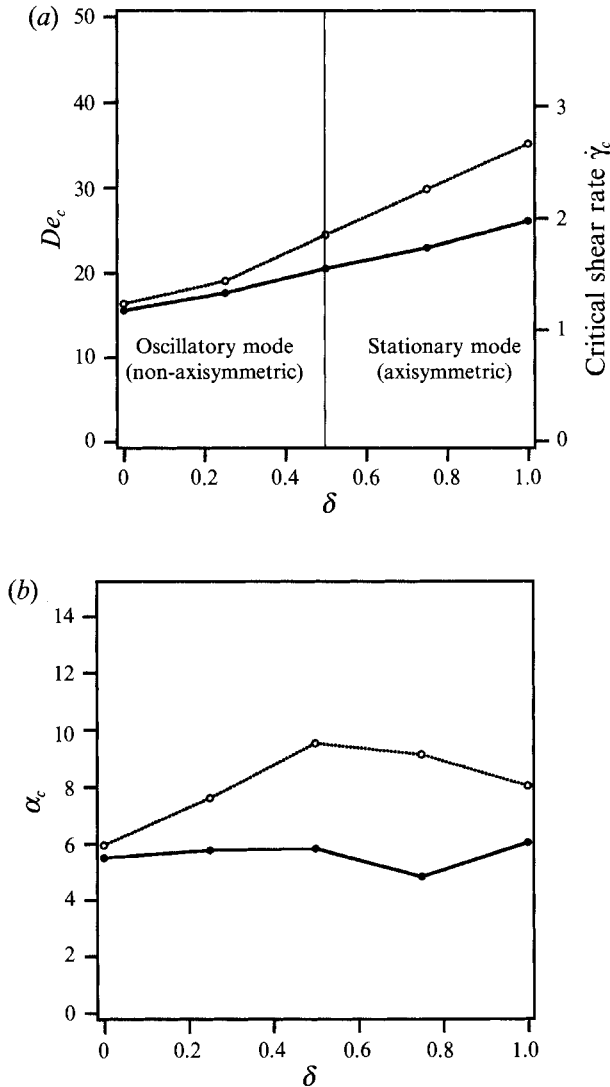 (a)
50
40
30
20
10
0
De_c
3
2
1
0
Critical shear rate γ̇_c
Oscillatory mode
(non-axisymmetric)
Stationary mode
(axisymmetric)
0 0.2 0.4 0.6 0.8 1.0
δ
(b)
14
12
10
8
6
4
2
0
α_c
0 0.2 0.4 0.6 0.8 1.0
δ